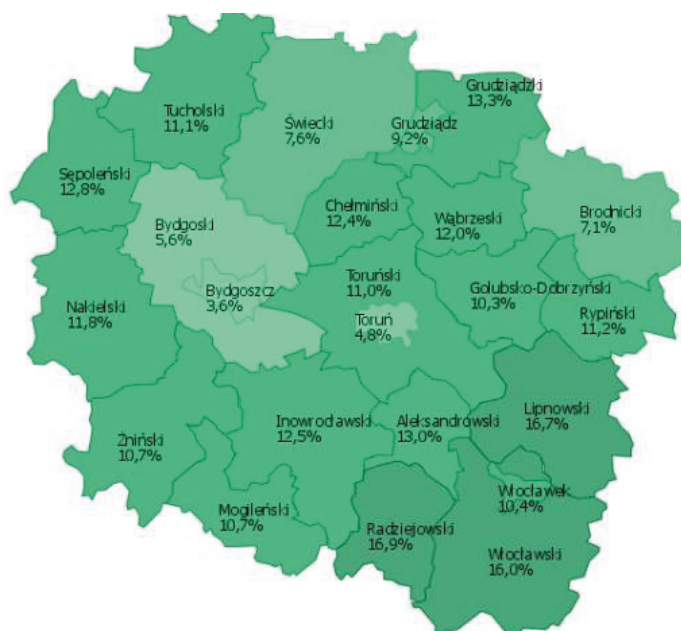 Grudziądzki
13,3%
Tucholski
11,1%
Świecki
7,6%
Grudziądz
9,2%
Sępoleński
12,8%
Chełmiński
12,4%
Wąbrzeski
12,0%
Brodnicki
7,1%
Bydgoski
5,6%
Toruński
11,0%
Golubsko-Dobrzyński
10,3%
Bydgoszcz
3,6%
Nakielski
11,8%
Rypiński
11,2%
Toruń
4,8%
Lipnowski
16,7%
Inowrocławski
12,5%
Aleksandrowski
13,0%
Żniński
10,7%
Włocławek
10,4%
Mogileński
10,7%
Radziejowski
16,9%
Włocławski
16,0%